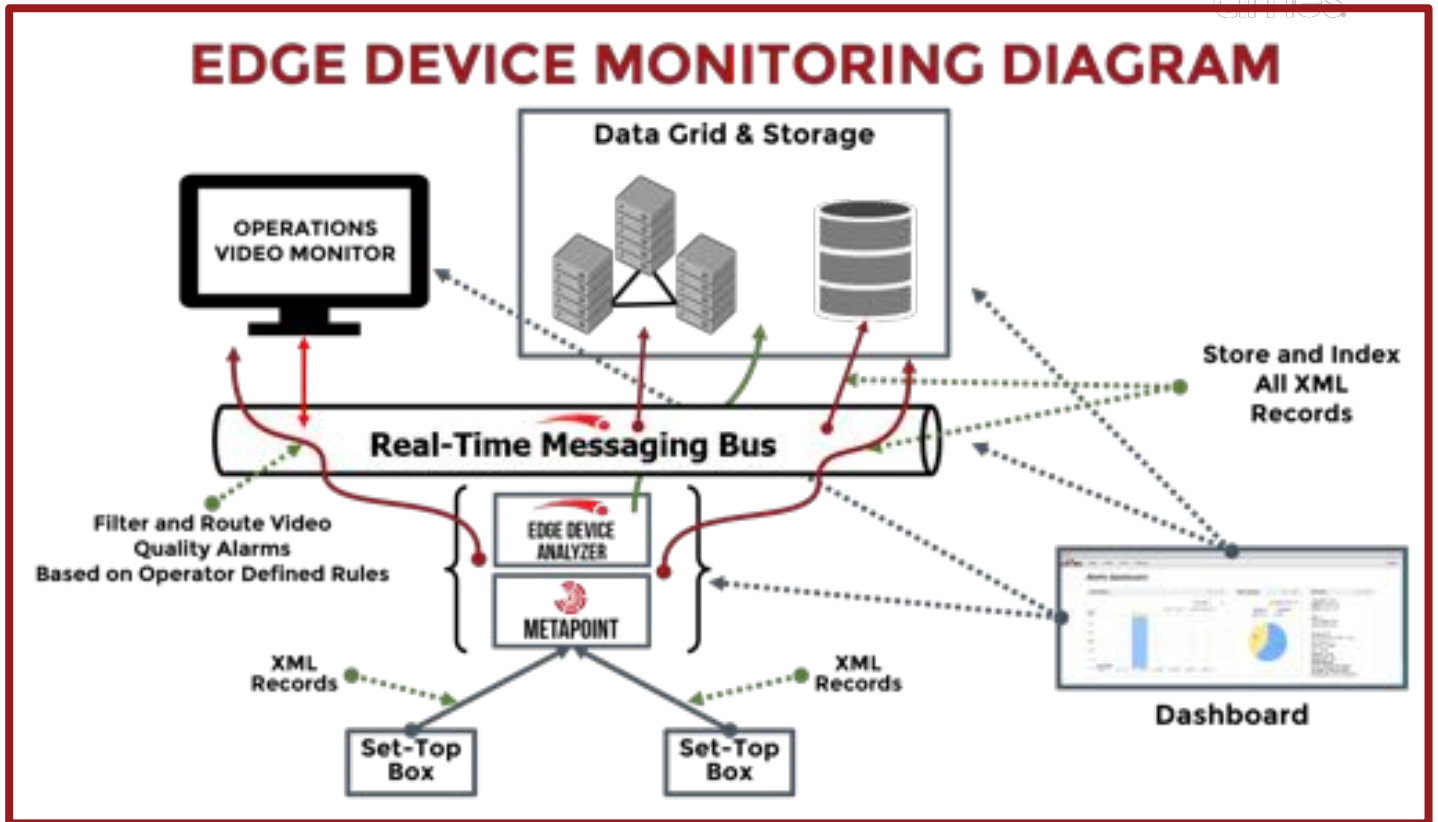 EDGE DEVICE MONITORING DIAGRAM
Data Grid & Storage
OPERATIONS
VIDEO MONITOR
Store and Index
All XML
Records
Real-Time Messaging Bus
Filter and Route Video
Quality Alarms
Based on Operator Defined Rules
EDGE DEVICE
ANALYZER
METAPOINT
XML
Records
XML
Records
Set-Top
Box
Set-Top
Box
Dashboard